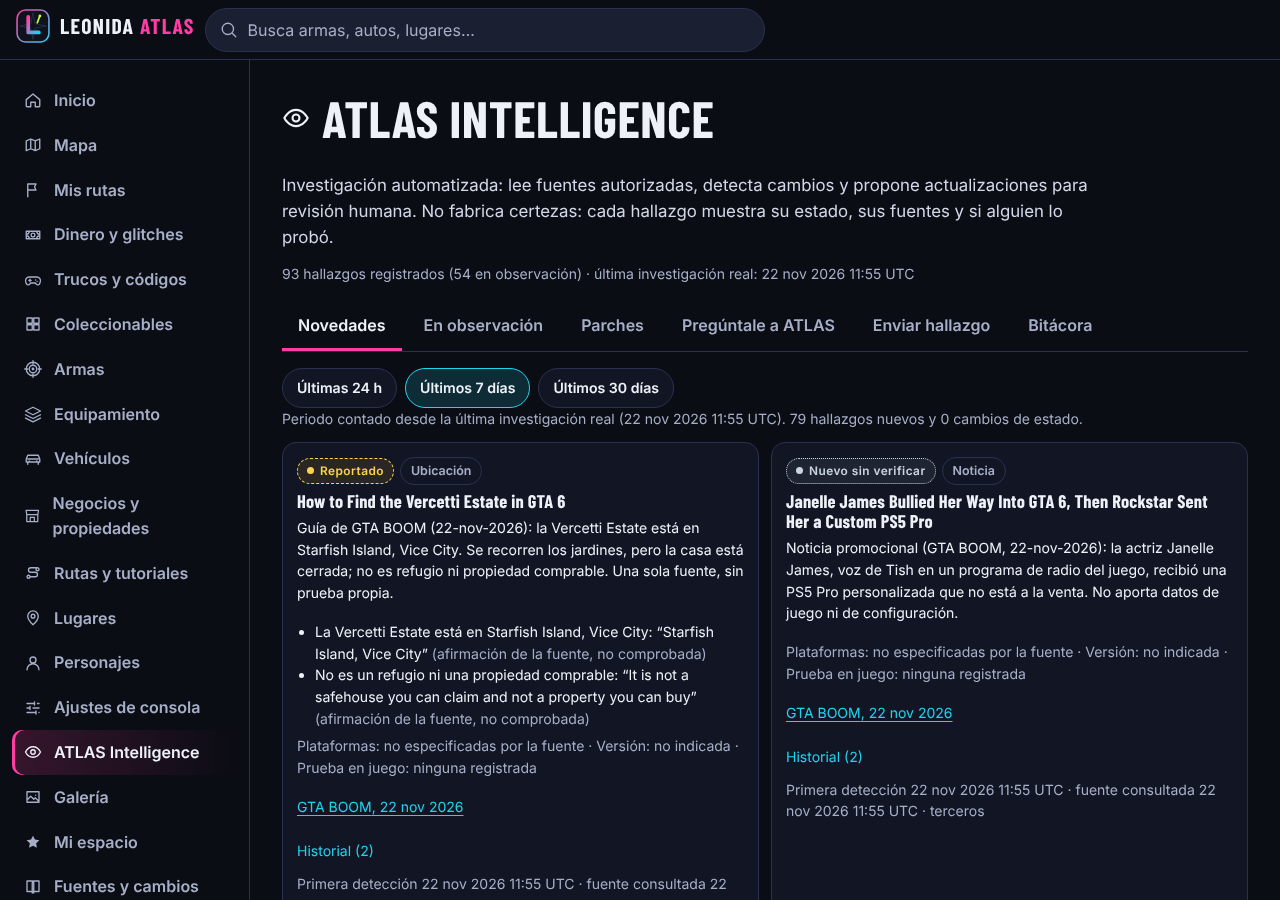 LEONIDA ATLAS
Busca armas, autos, lugares...
Inicio
Mapa
Mis rutas
Dinero y glitches
Trucos y códigos
Coleccionables
Armas
Equipamiento
Vehículos
Negocios y
propiedades
Rutas y tutoriales
Lugares
Personajes
Ajustes de consola
ATLAS Intelligence
Galería
Mi espacio
Fuentes y cambios
ATLAS INTELLIGENCE
Investigación automatizada: lee fuentes autorizadas, detecta cambios y propone actualizaciones para
revisión humana. No fabrica certezas: cada hallazgo muestra su estado, sus fuentes y si alguien lo
probó.
93 hallazgos registrados (54 en observación) · última investigación real: 22 nov 2026 11:55 UTC
Novedades En observación Parches Pregúntale a ATLAS Enviar hallazgo Bitácora
Últimas 24 h Últimos 7 días Últimos 30 días
Periodo contado desde la última investigación real (22 nov 2026 11:55 UTC). 79 hallazgos nuevos y 0 cambios de estado.
Reportado Ubicación
How to Find the Vercetti Estate in GTA 6
Guía de GTA BOOM (22-nov-2026): la Vercetti Estate está en
Starfish Island, Vice City. Se recorren los jardines, pero la casa está
cerrada; no es refugio ni propiedad comprable. Una sola fuente, sin
prueba propia.
• La Vercetti Estate está en Starfish Island, Vice City: “Starfish
Island, Vice City” (afirmación de la fuente, no comprobada)
• No es un refugio ni una propiedad comprable: “It is not a
safehouse you can claim and not a property you can buy”
(afirmación de la fuente, no comprobada)
Plataformas: no especificadas por la fuente · Versión: no indicada ·
Prueba en juego: ninguna registrada
GTA BOOM, 22 nov 2026
Historial (2)
Primera detección 22 nov 2026 11:55 UTC · fuente consultada 22
Nuevo sin verificar Noticia
Janelle James Bullied Her Way Into GTA 6, Then Rockstar Sent
Her a Custom PS5 Pro
Noticia promocional (GTA BOOM, 22-nov-2026): la actriz Janelle
James, voz de Tish en un programa de radio del juego, recibió una
PS5 Pro personalizada que no está a la venta. No aporta datos de
juego ni de configuración.
Plataformas: no especificadas por la fuente · Versión: no indicada ·
Prueba en juego: ninguna registrada
GTA BOOM, 22 nov 2026
Historial (2)
Primera detección 22 nov 2026 11:55 UTC · fuente consultada 22
nov 2026 11:55 UTC · terceros